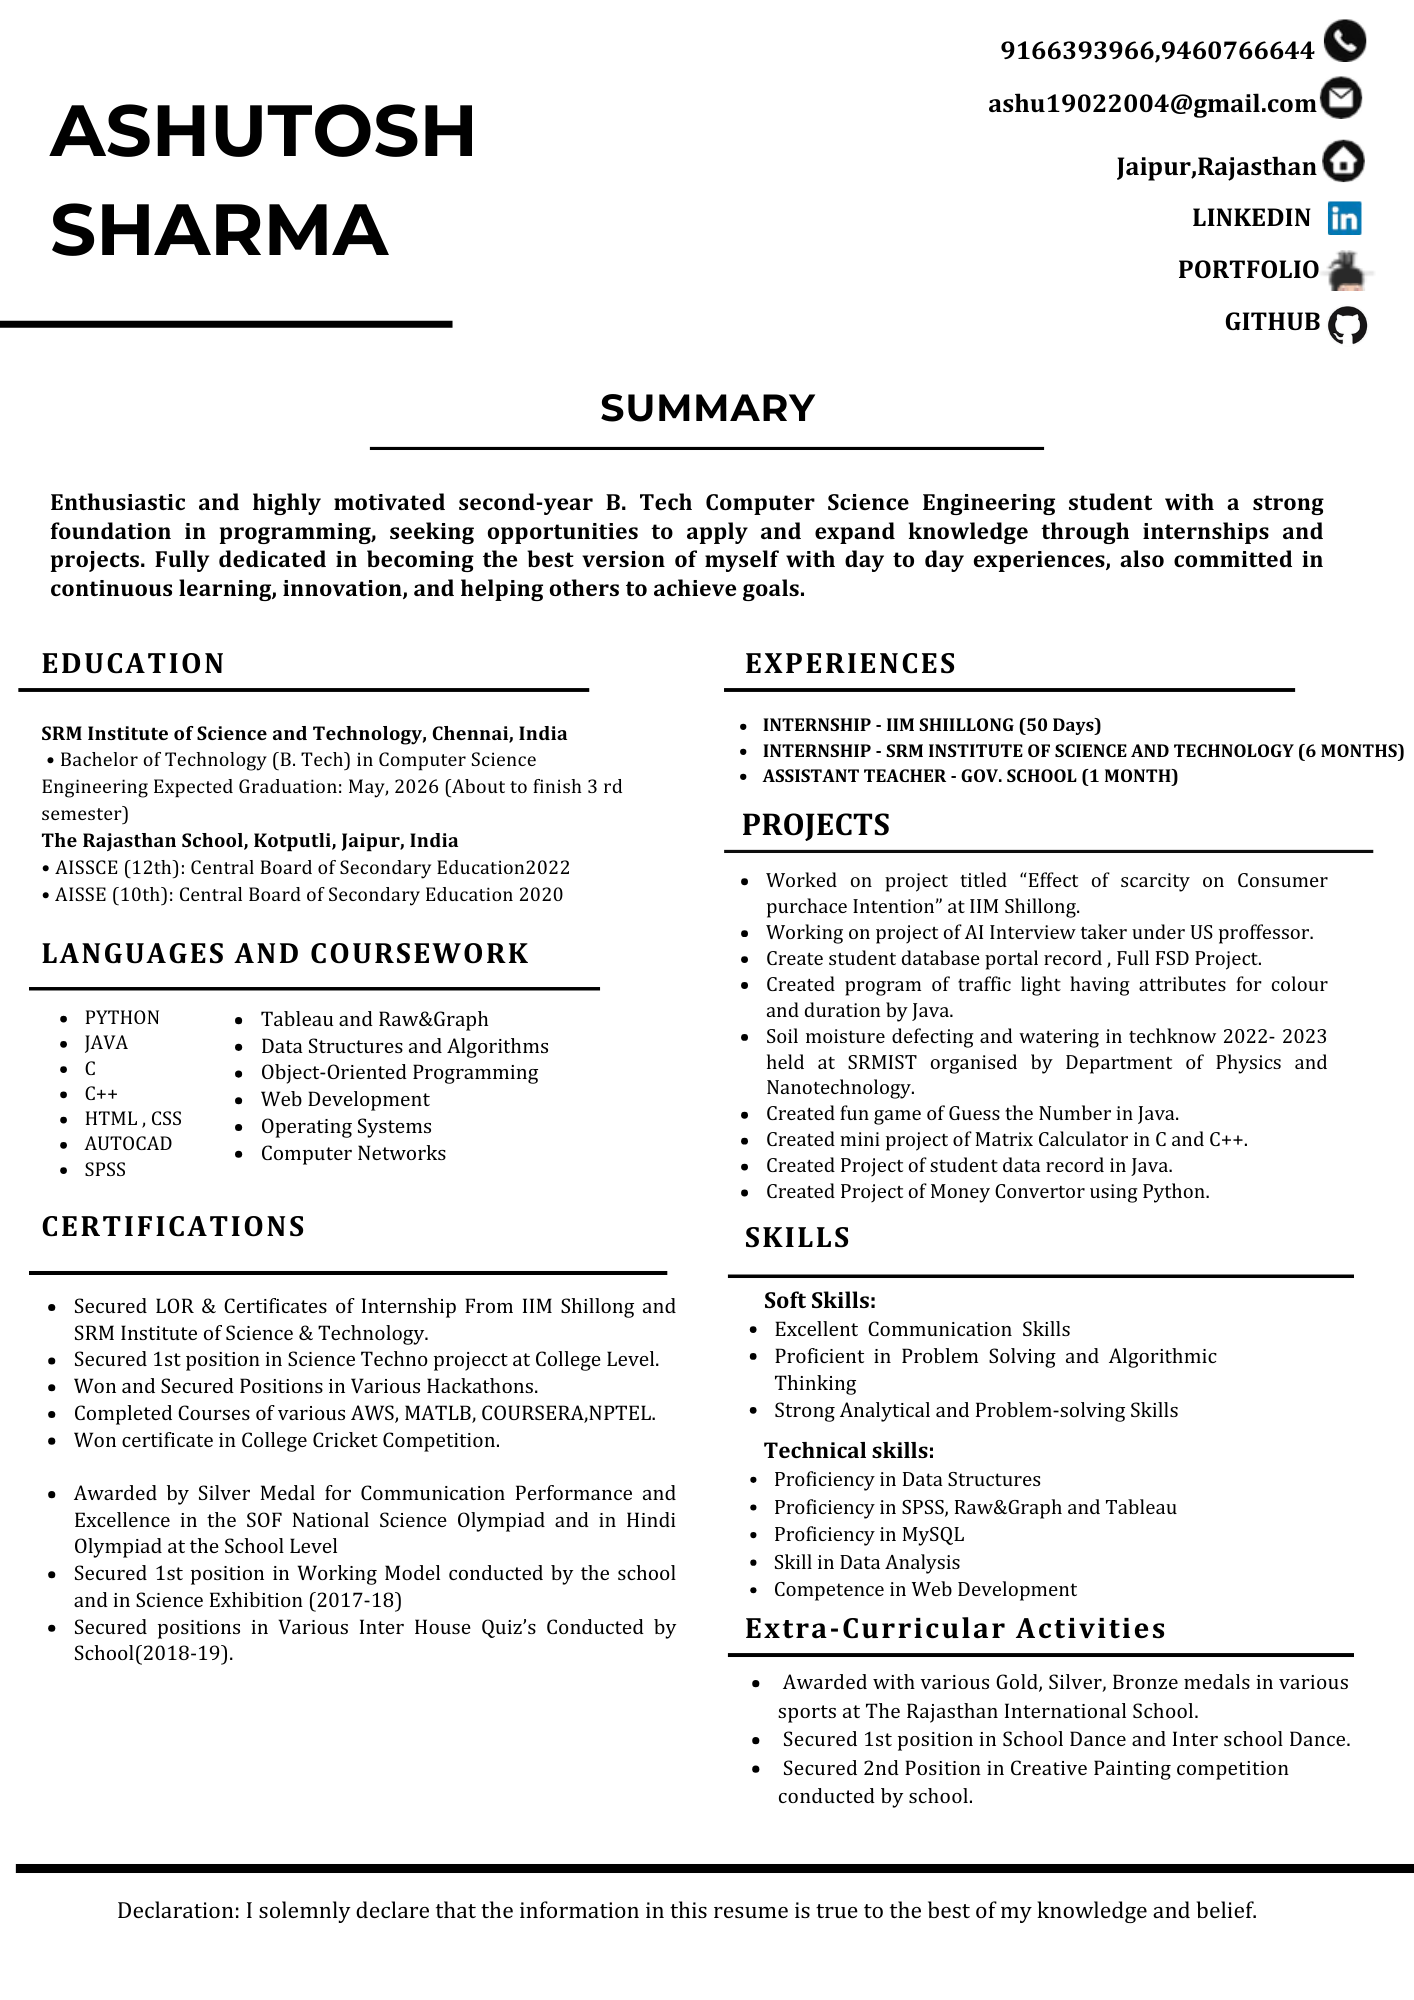 ASHUTOSH
SHARMA
9166393966,9460766644
ashu19022004@gmail.com
Jaipur,Rajasthan
LINKEDIN
in
PORTFOLIO
GITHUB
SUMMARY
Enthusiastic and highly motivated second-year B. Tech Computer Science Engineering student with a strong
foundation in programming, seeking opportunities to apply and expand knowledge through internships and
projects. Fully dedicated in becoming the best version of myself with day to day experiences, also committed in
continuous learning, innovation, and helping others to achieve goals.
EDUCATION
SRM Institute of Science and Technology, Chennai, India
• Bachelor of Technology (B. Tech) in Computer Science
Engineering Expected Graduation: May, 2026 (About to finish 3 rd
semester)
The Rajasthan School, Kotputli, Jaipur, India
• AISSCE (12th): Central Board of Secondary Education2022
• AISSE (10th): Central Board of Secondary Education 2020
LANGUAGES AND COURSEWORK
• PYTHON
• JAVA
• C
• C++
• HTML , CSS
• AUTOCAD
• SPSS
• Tableau and Raw&Graph
• Data Structures and Algorithms
• Object-Oriented Programming
• Web Development
• Operating Systems
• Computer Networks
CERTIFICATIONS
• Secured LOR & Certificates of Internship From IIM Shillong and
SRM Institute of Science & Technology.
• Secured 1st position in Science Techno projecct at College Level.
• Won and Secured Positions in Various Hackathons.
• Completed Courses of various AWS, MATLB, COURSERA,NPTEL.
• Won certificate in College Cricket Competition.
• Awarded by Silver Medal for Communication Performance and
Excellence in the SOF National Science Olympiad and in Hindi
Olympiad at the School Level
• Secured 1st position in Working Model conducted by the school
and in Science Exhibition (2017-18)
• Secured positions in Various Inter House Quiz’s Conducted by
School(2018-19).
EXPERIENCES
• INTERNSHIP - IIM SHIILLONG (50 Days)
• INTERNSHIP - SRM INSTITUTE OF SCIENCE AND TECHNOLOGY (6 MONTHS)
• ASSISTANT TEACHER - GOV. SCHOOL (1 MONTH)
PROJECTS
• Worked on project titled “Effect of scarcity on Consumer
purchace Intention” at IIM Shillong.
• Working on project of AI Interview taker under US proffessor.
• Create student database portal record , Full FSD Project.
• Created program of traffic light having attributes for colour
and duration by Java.
• Soil moisture defecting and watering in techknow 2022- 2023
held at SRMIST organised by Department of Physics and
Nanotechnology.
• Created fun game of Guess the Number in Java.
• Created mini project of Matrix Calculator in C and C++.
• Created Project of student data record in Java.
• Created Project of Money Convertor using Python.
SKILLS
Soft Skills:
• Excellent Communication Skills
• Proficient in Problem Solving and Algorithmic
Thinking
• Strong Analytical and Problem-solving Skills
Technical skills:
• Proficiency in Data Structures
• Proficiency in SPSS, Raw&Graph and Tableau
• Proficiency in MySQL
• Skill in Data Analysis
• Competence in Web Development
Extra-Curricular Activities
• Awarded with various Gold, Silver, Bronze medals in various
sports at The Rajasthan International School.
• Secured 1st position in School Dance and Inter school Dance.
• Secured 2nd Position in Creative Painting competition
conducted by school.
Declaration: I solemnly declare that the information in this resume is true to the best of my knowledge and belief.